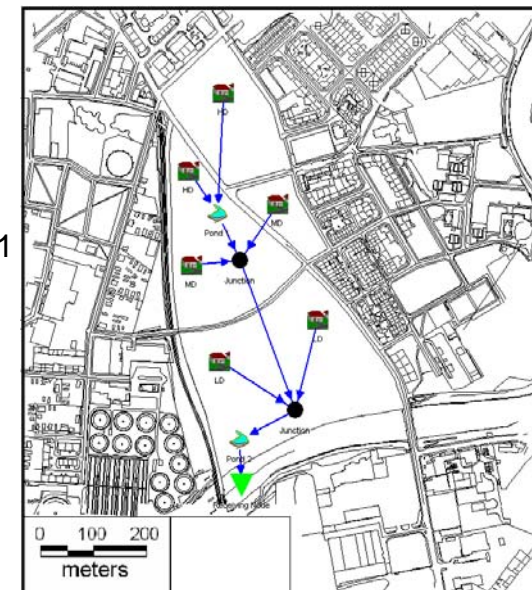 HD
HD
MD
Pond
1
Junction
MD
LD
LD
Junction
Pond 2
Receiving Node
0 100 200
meters